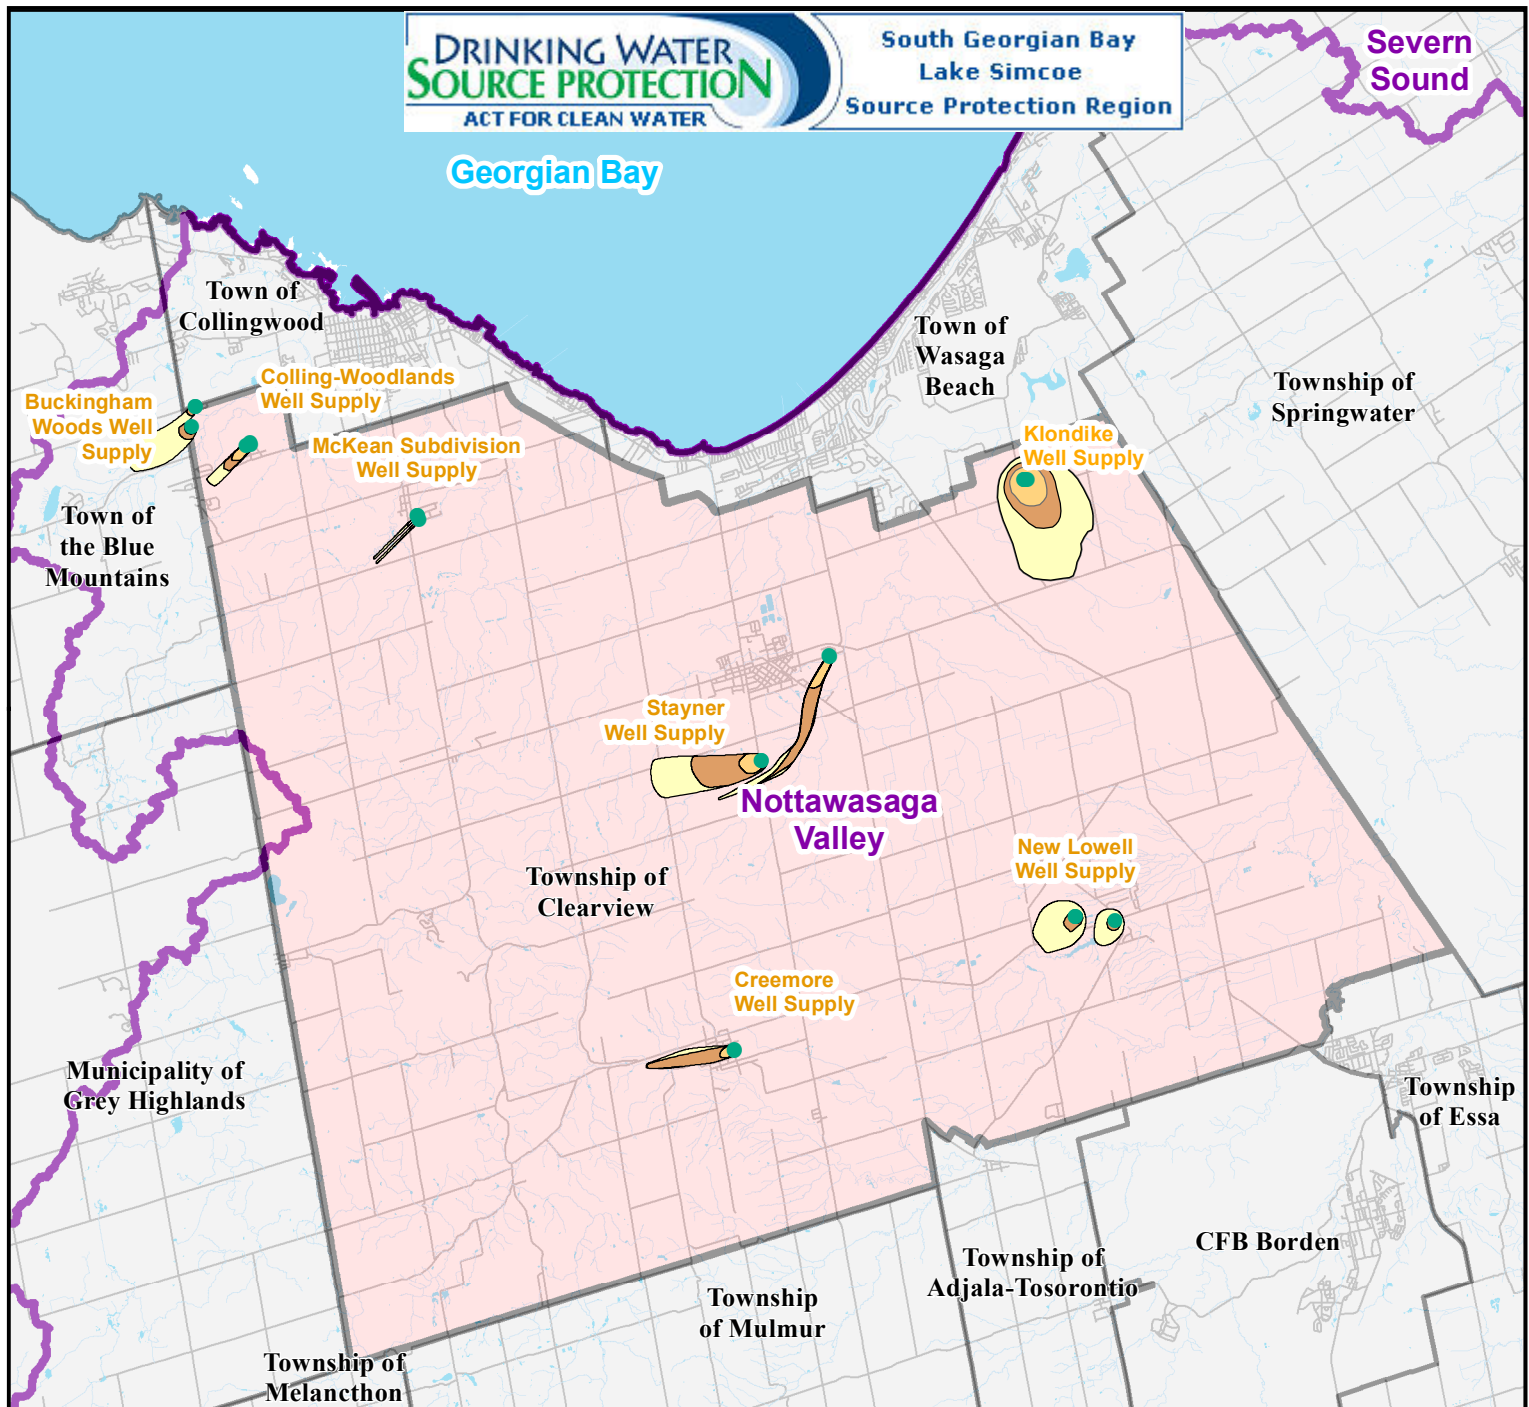 DRINKING WATER
SOURCE PROTECTION
ACT FOR CLEAN WATER
South Georgian Bay
Lake Simcoe
Source Protection Region
Severn
Sound
Georgian Bay
Town of
Collingwood
Town of
Wasaga
Beach
Township of
Springwater
Colling-Woodlands
Well Supply
Buckingham
Woods Well
Supply
McKean Subdivision
Well Supply
Klondike
Well Supply
Town of
the Blue
Mountains
Stayner
Well Supply
Nottawasaga
Valley
New Lowell
Well Supply
Township of
Clearview
Creemore
Well Supply
Municipality of
Grey Highlands
Township
of Essa
CFB Borden
Township of
Adjala-Tosorontio
Township
of Mulmur
Township of
Melancthon